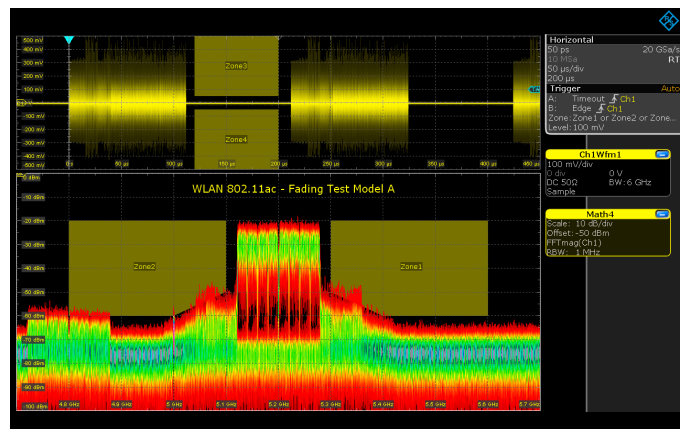 500 mV
400 mV
300 mV
200 mV
100 mV
-100 mV
-200 mV
-300 mV
-400 mV
-500 mV
Zone3
Zone4
0 s
50 µs
100 µs
150 µs
200 µs
250 µs
300 µs
350 µs
400 µs
450 µs
0 dBm
-10 dBm
-20 dBm
-30 dBm
-40 dBm
-50 dBm
-60 dBm
-70 dBm
-80 dBm
-90 dBm
-100 dBm
WLAN 802.11ac - Fading Test Model A
Zone2
Zone1
4.8 GHz
4.9 GHz
5 GHz
5.1 GHz
5.2 GHz
5.3 GHz
5.4 GHz
5.5 GHz
5.6 GHz
5.7 GHz
Horizontal
50 ps 20 GSa/s
10 MSa RT
50 µs/div
200 µs
Trigger Auto
A: Timeout Ch1
B: Edge Ch1
Zone:Zone1 or Zone2 or Zone...
Level:100 mV
Ch1Wfm1
100 mV/div
0 div 0 V
DC 50Ω BW:6 GHz
Sample
Math4
Scale: 10 dB/div
Offset:-50 dBm
FFTmag(Ch1)
RBW: 1 MHz